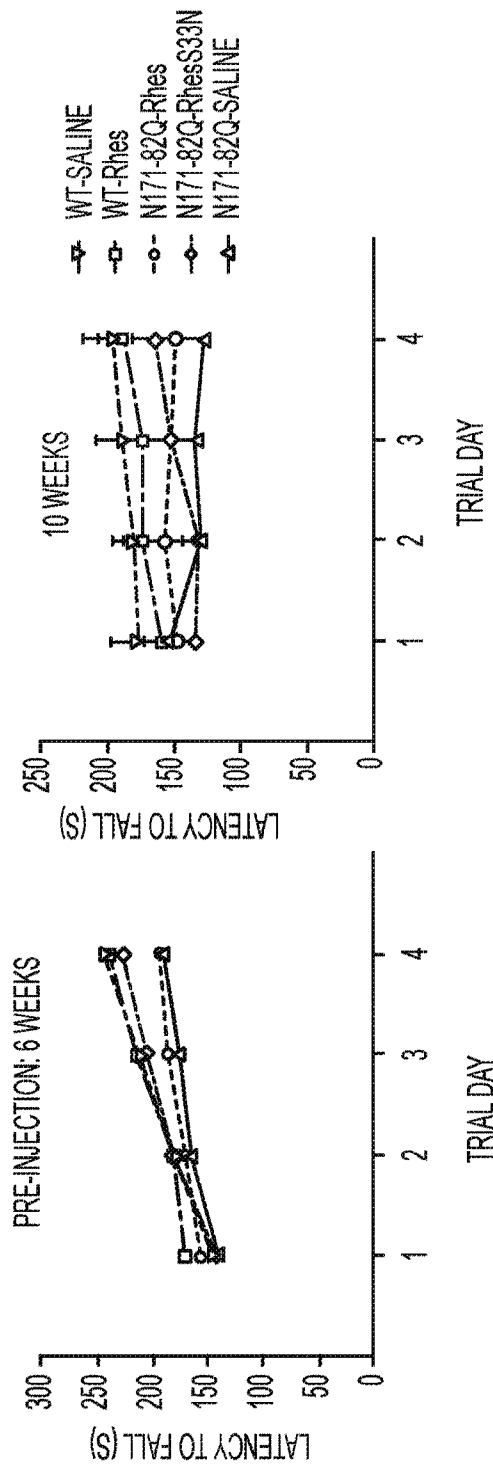 PRE-INJECTION: 6 WEEKS
LATENCY TO FALL (S)
300
250
200
150
100
50
0
1
2
3
4
TRIAL DAY
10 WEEKS
LATENCY TO FALL (S)
250
200
150
100
50
0
1
2
3
4
TRIAL DAY
WT-SALINE
WT-Rhes
N171-82Q-Rhes
N171-82Q-RhesS33N
N171-82Q-SALINE